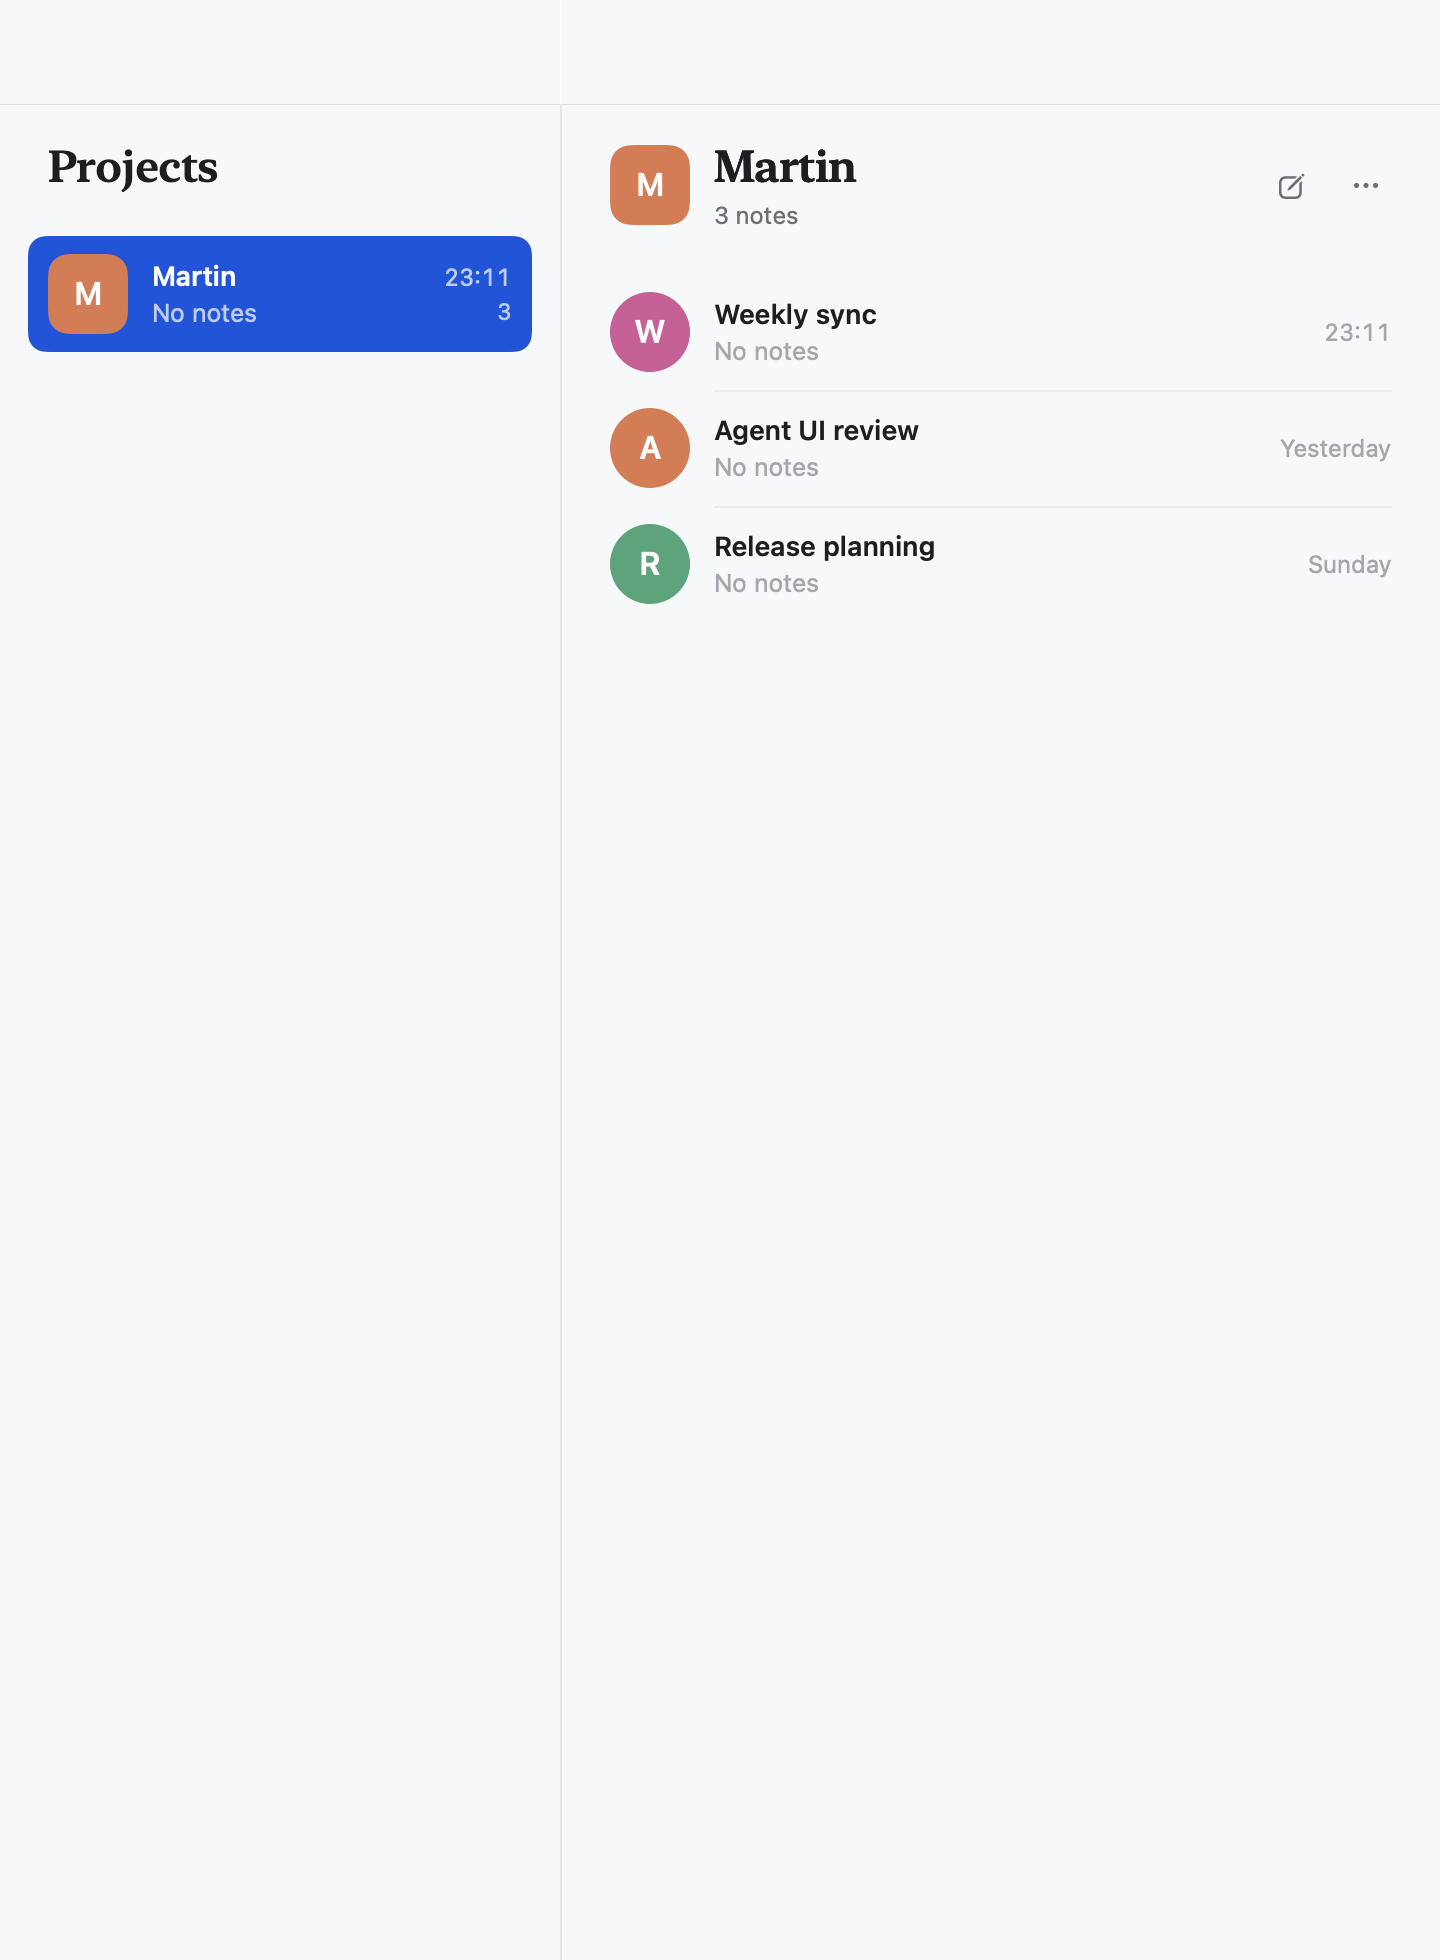 Projects
M
Martin
23:11
No notes
3
M
Martin
3 notes
W
Weekly sync
No notes
23:11
A
Agent UI review
No notes
Yesterday
R
Release planning
No notes
Sunday